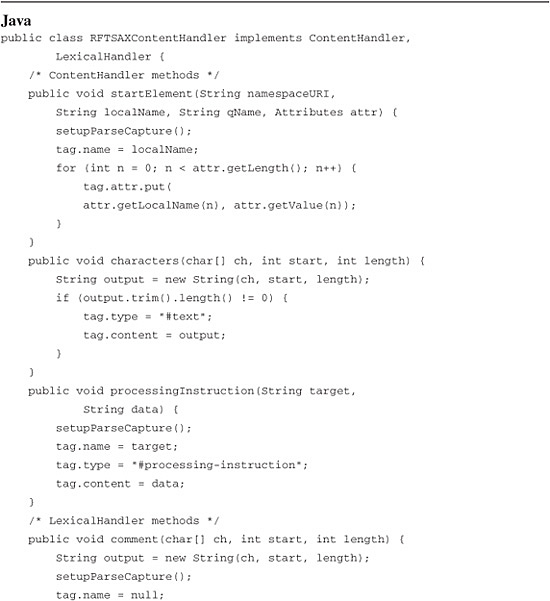 Java
public class RFTSAXContentHandler implements ContentHandler,
LexicalHandler {
/* ContentHandler methods */
public void startElement(String namespaceURI,
String localName, String qName, Attributes attr) {
setupParseCapture();
tag.name = localName;
for (int n = 0; n < attr.getLength(); n++) {
tag.attr.put(
attr.getLocalName(n), attr.getValue(n));
}
}
public void characters(char[] ch, int start, int length) {
String output = new String(ch, start, length);
if (output.trim().length() != 0) {
tag.type = "#text";
tag.content = output;
}
}
public void processingInstruction(String target,
String data) {
setupParseCapture();
tag.name = target;
tag.type = "#processing-instruction";
tag.content = data;
}
/* LexicalHandler methods */
public void comment(char[] ch, int start, int length) {
String output = new String(ch, start, length);
setupParseCapture();
tag.name = null;